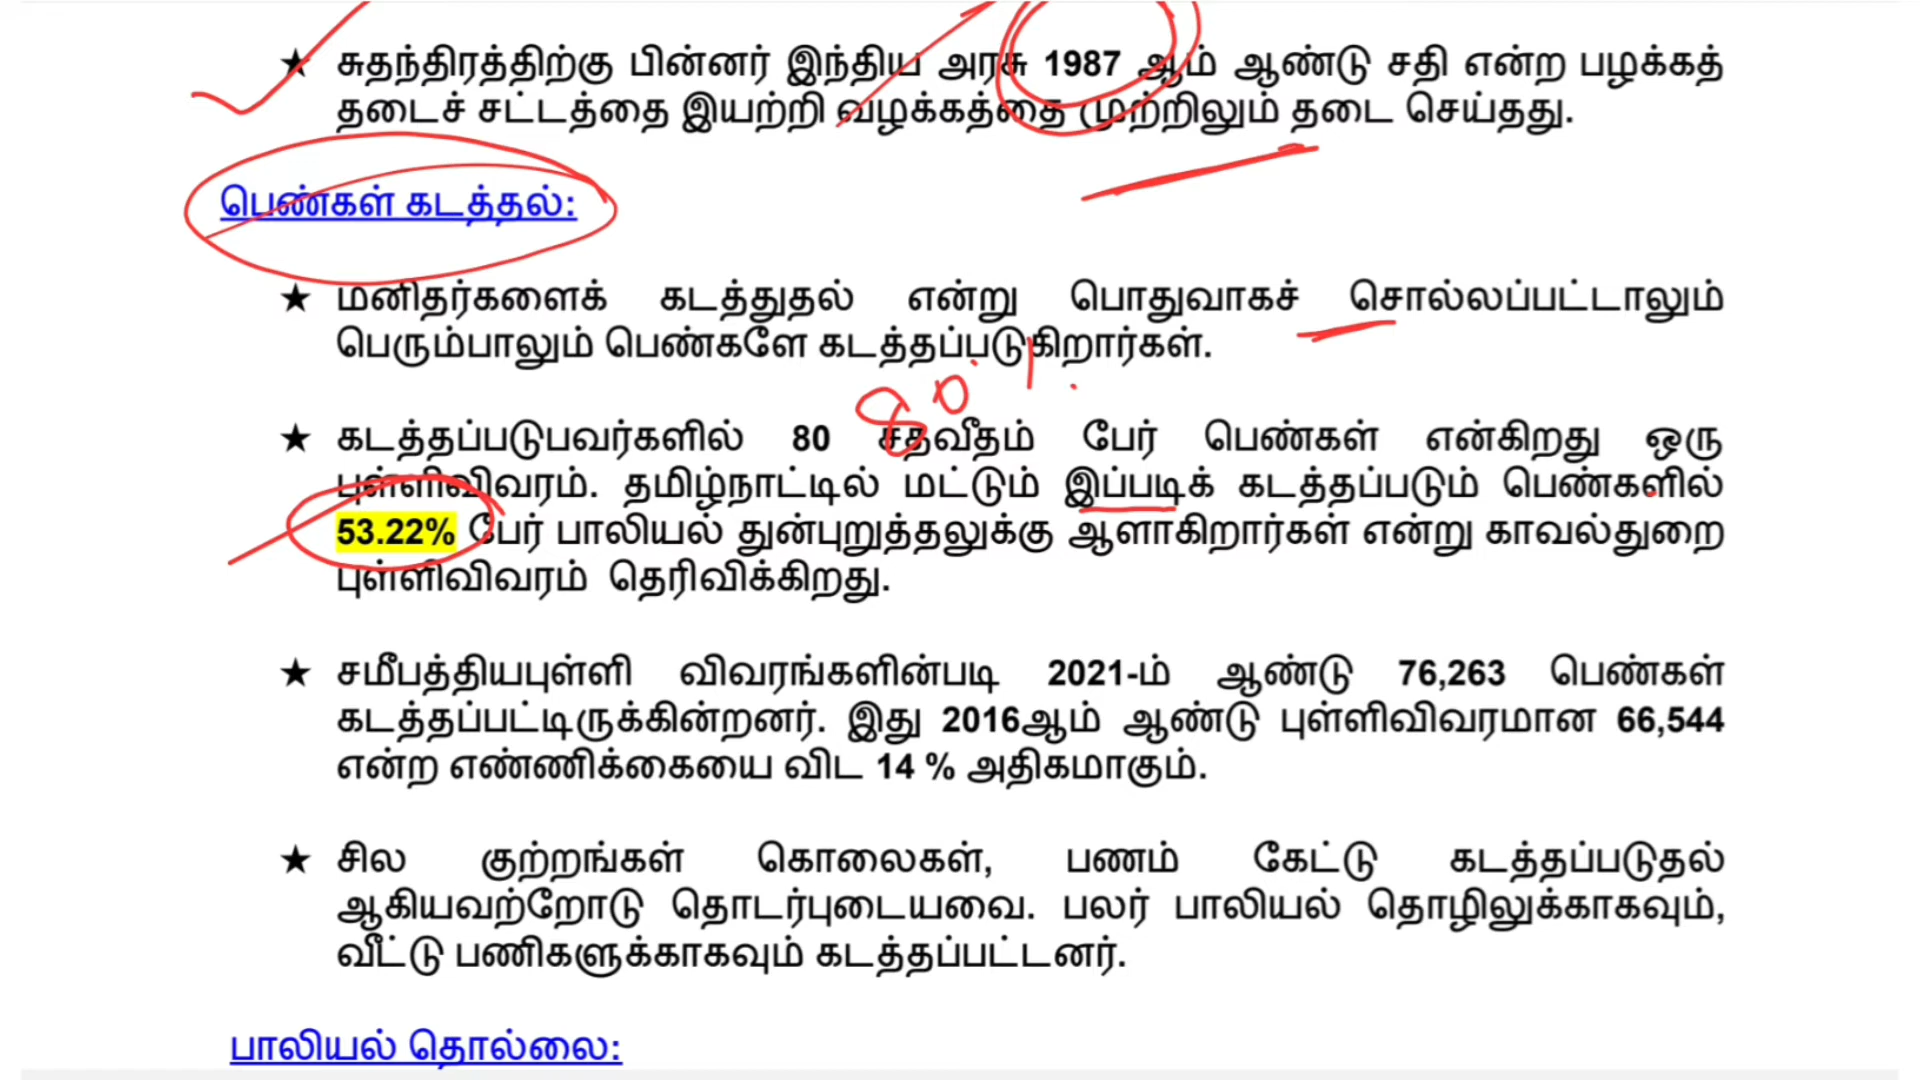 ★ சுதந்திரத்திற்கு பின்னர் இந்திய அரசு 1987 ஆம் ஆண்டு சதி என்ற பழக்கத்
தடைச் சட்டத்தை இயற்றி வழக்கத்தை முற்றிலும் தடை செய்தது.
பெண்கள் கடத்தல்:
★ மனிதர்களைக் கடத்துதல் என்று பொதுவாகச் சொல்லப்பட்டாலும்
பெரும்பாலும் பெண்களே கடத்தப்படுகிறார்கள்.
80%
★ கடத்தப்படுபவர்களில் 80 சதவீதம் பேர் பெண்கள் என்கிறது ஒரு
புள்ளிவிவரம். தமிழ்நாட்டில் மட்டும் இப்படிக் கடத்தப்படும் பெண்களில்
53.22% பேர் பாலியல் துன்புறுத்தலுக்கு ஆளாகிறார்கள் என்று காவல்துறை
புள்ளிவிவரம் தெரிவிக்கிறது.
★ சமீபத்தியபுள்ளி விவரங்களின்படி 2021-ம் ஆண்டு 76,263 பெண்கள்
கடத்தப்பட்டிருக்கின்றனர். இது 2016ஆம் ஆண்டு புள்ளிவிவரமான 66,544
என்ற எண்ணிக்கையை விட 14 % அதிகமாகும்.
★ சில குற்றங்கள் கொலைகள், பணம் கேட்டு கடத்தப்படுதல்
ஆகியவற்றோடு தொடர்புடையவை. பலர் பாலியல் தொழிலுக்காகவும்,
வீட்டு பணிகளுக்காகவும் கடத்தப்பட்டனர்.
பாலியல் தொல்லை: